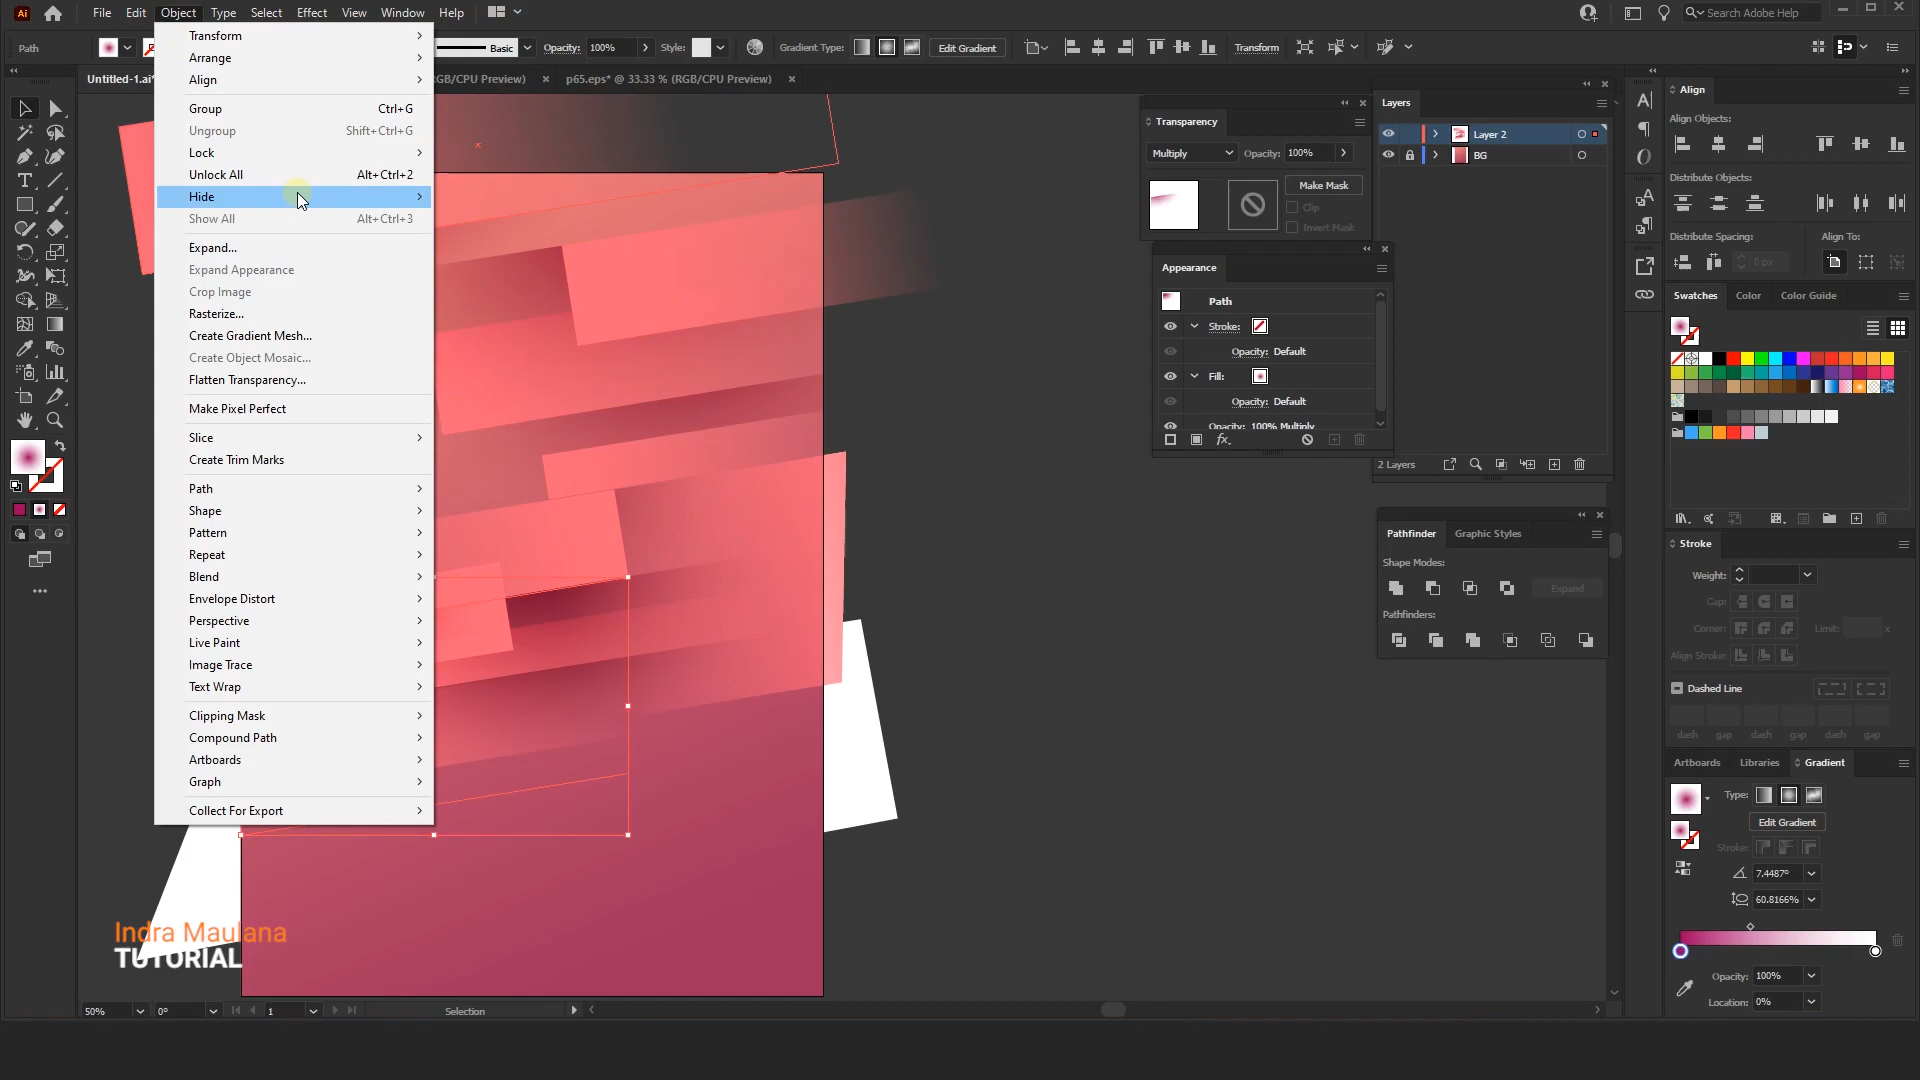 Ai File Edit Object Type Select Effect View Window Help Search Adobe Help
Path Basic Opacity: 100% Style: Gradient Type: Edit Gradient Transform
Untitled-1.ai* RGB/CPU Preview) × p65.eps* @ 33.33 % (RGB/CPU Preview) ×
Transform
Arrange
Align
Group Ctrl+G
Ungroup Shift+Ctrl+G
Lock
Unlock All Alt+Ctrl+2
Hide
Show All Alt+Ctrl+3
Expand...
Expand Appearance
Crop Image
Rasterize...
Create Gradient Mesh...
Create Object Mosaic...
Flatten Transparency...
Make Pixel Perfect
Slice
Create Trim Marks
Path
Shape
Pattern
Repeat
Blend
Envelope Distort
Perspective
Live Paint
Image Trace
Text Wrap
Clipping Mask
Compound Path
Artboards
Graph
Collect For Export
Indra Maulana
TUTORIAL
50% 0° 1 Selection
Transparency
Multiply Opacity: 100%
Make Mask
Clip
Invert Mask
Appearance
Path
Stroke:
Opacity: Default
Fill:
Opacity: Default
Opacity: 100% Multiply
fx.
Layers
Layer 2
BG
2 Layers
Pathfinder Graphic Styles
Shape Modes:
Expand
Pathfinders:
Align
Align Objects:
Distribute Objects:
Distribute Spacing: Align To:
0 px
Swatches Color Color Guide
Stroke
Weight:
Cap:
Corner: Limit: x
Align Stroke:
Dashed Line
dash gap dash gap dash gap
Artboards Libraries Gradient
Type:
Edit Gradient
Stroke:
7.4487°
60.8166%
Opacity: 100%
Location: 0%